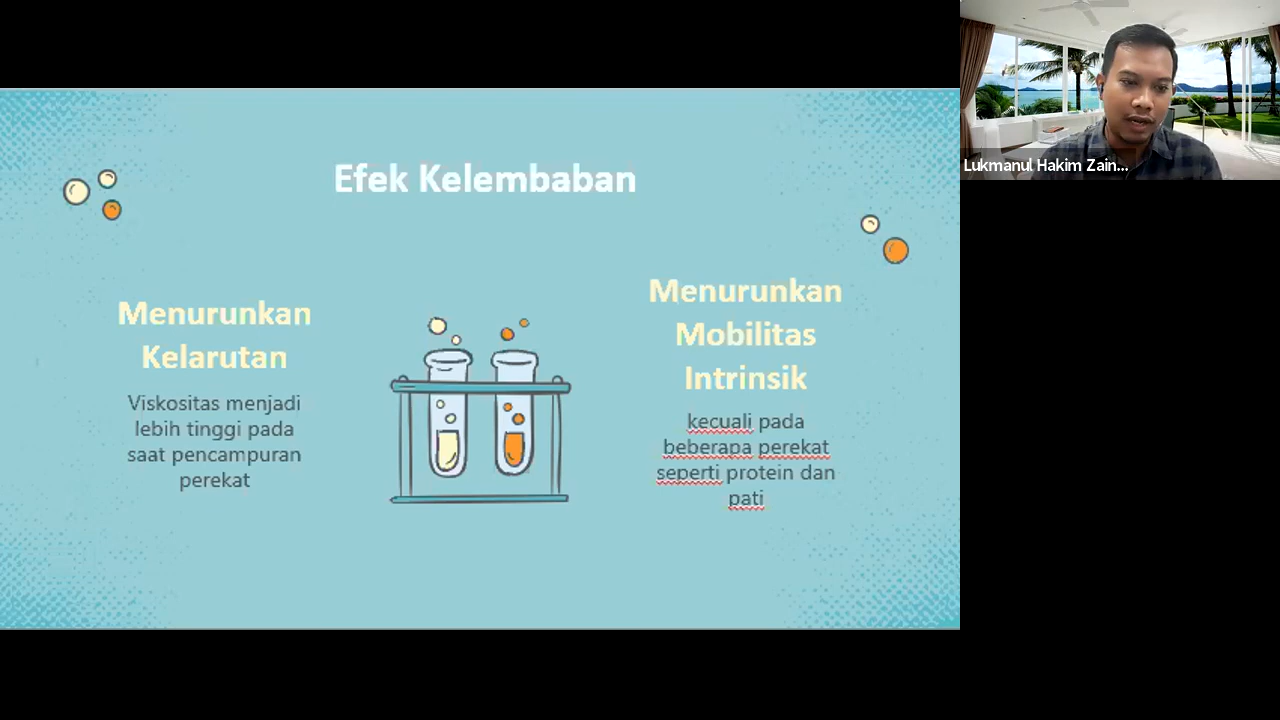 Efek Kelembaban
Menurunkan
Kelarutan
Viskositas menjadi
lebih tinggi pada
saat pencampuran
perekat
Menurunkan
Mobilitas
Intrinsik
kecuali pada
beberapa perekat
seperti protein dan
pati
Lukmanul Hakim Zain...